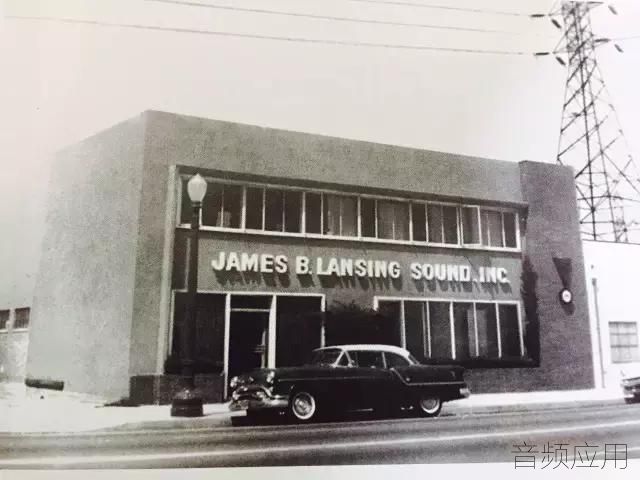 JAMES B. LANSING SOUND, INC.
音频应用